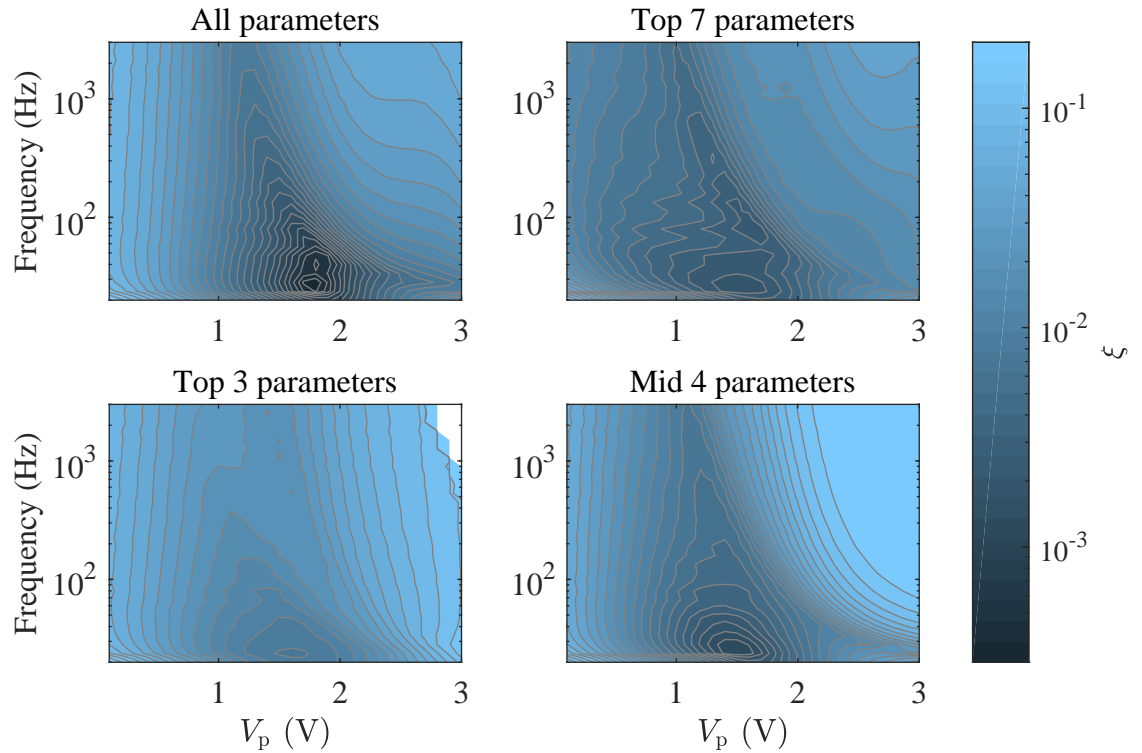 All parameters
Top 7 parameters
Frequency (Hz)
10^3
10^2
1
2
3
10^3
10^2
1
2
3
10^-1
10^-2
10^-3
ξ
Top 3 parameters
Mid 4 parameters
Frequency (Hz)
10^3
10^2
1
2
3
V_p (V)
10^3
10^2
1
2
3
V_p (V)